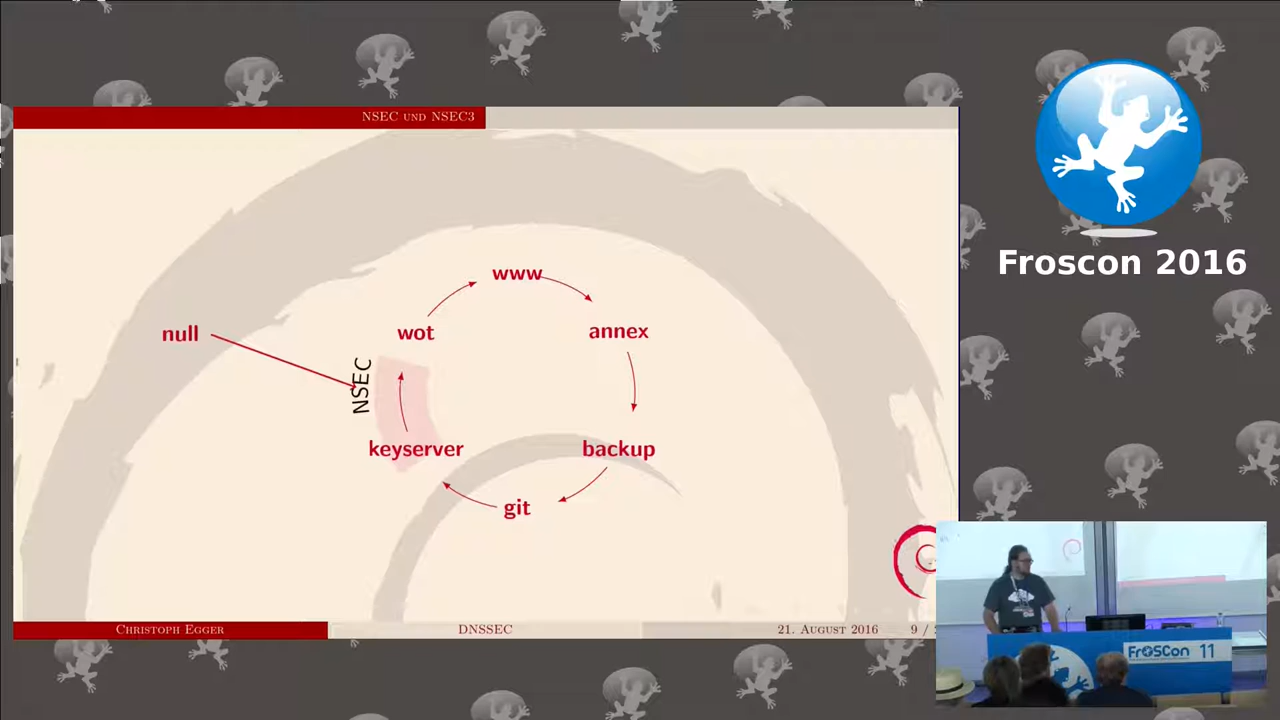 NSEC UND NSEC3
www
null
wot
annex
NSEC
keyserver
backup
git
CHRISTOPH EGGER
DNSSEC
21. AUGUST 2016
9 /
Froscon 2016
FrOSCon 11